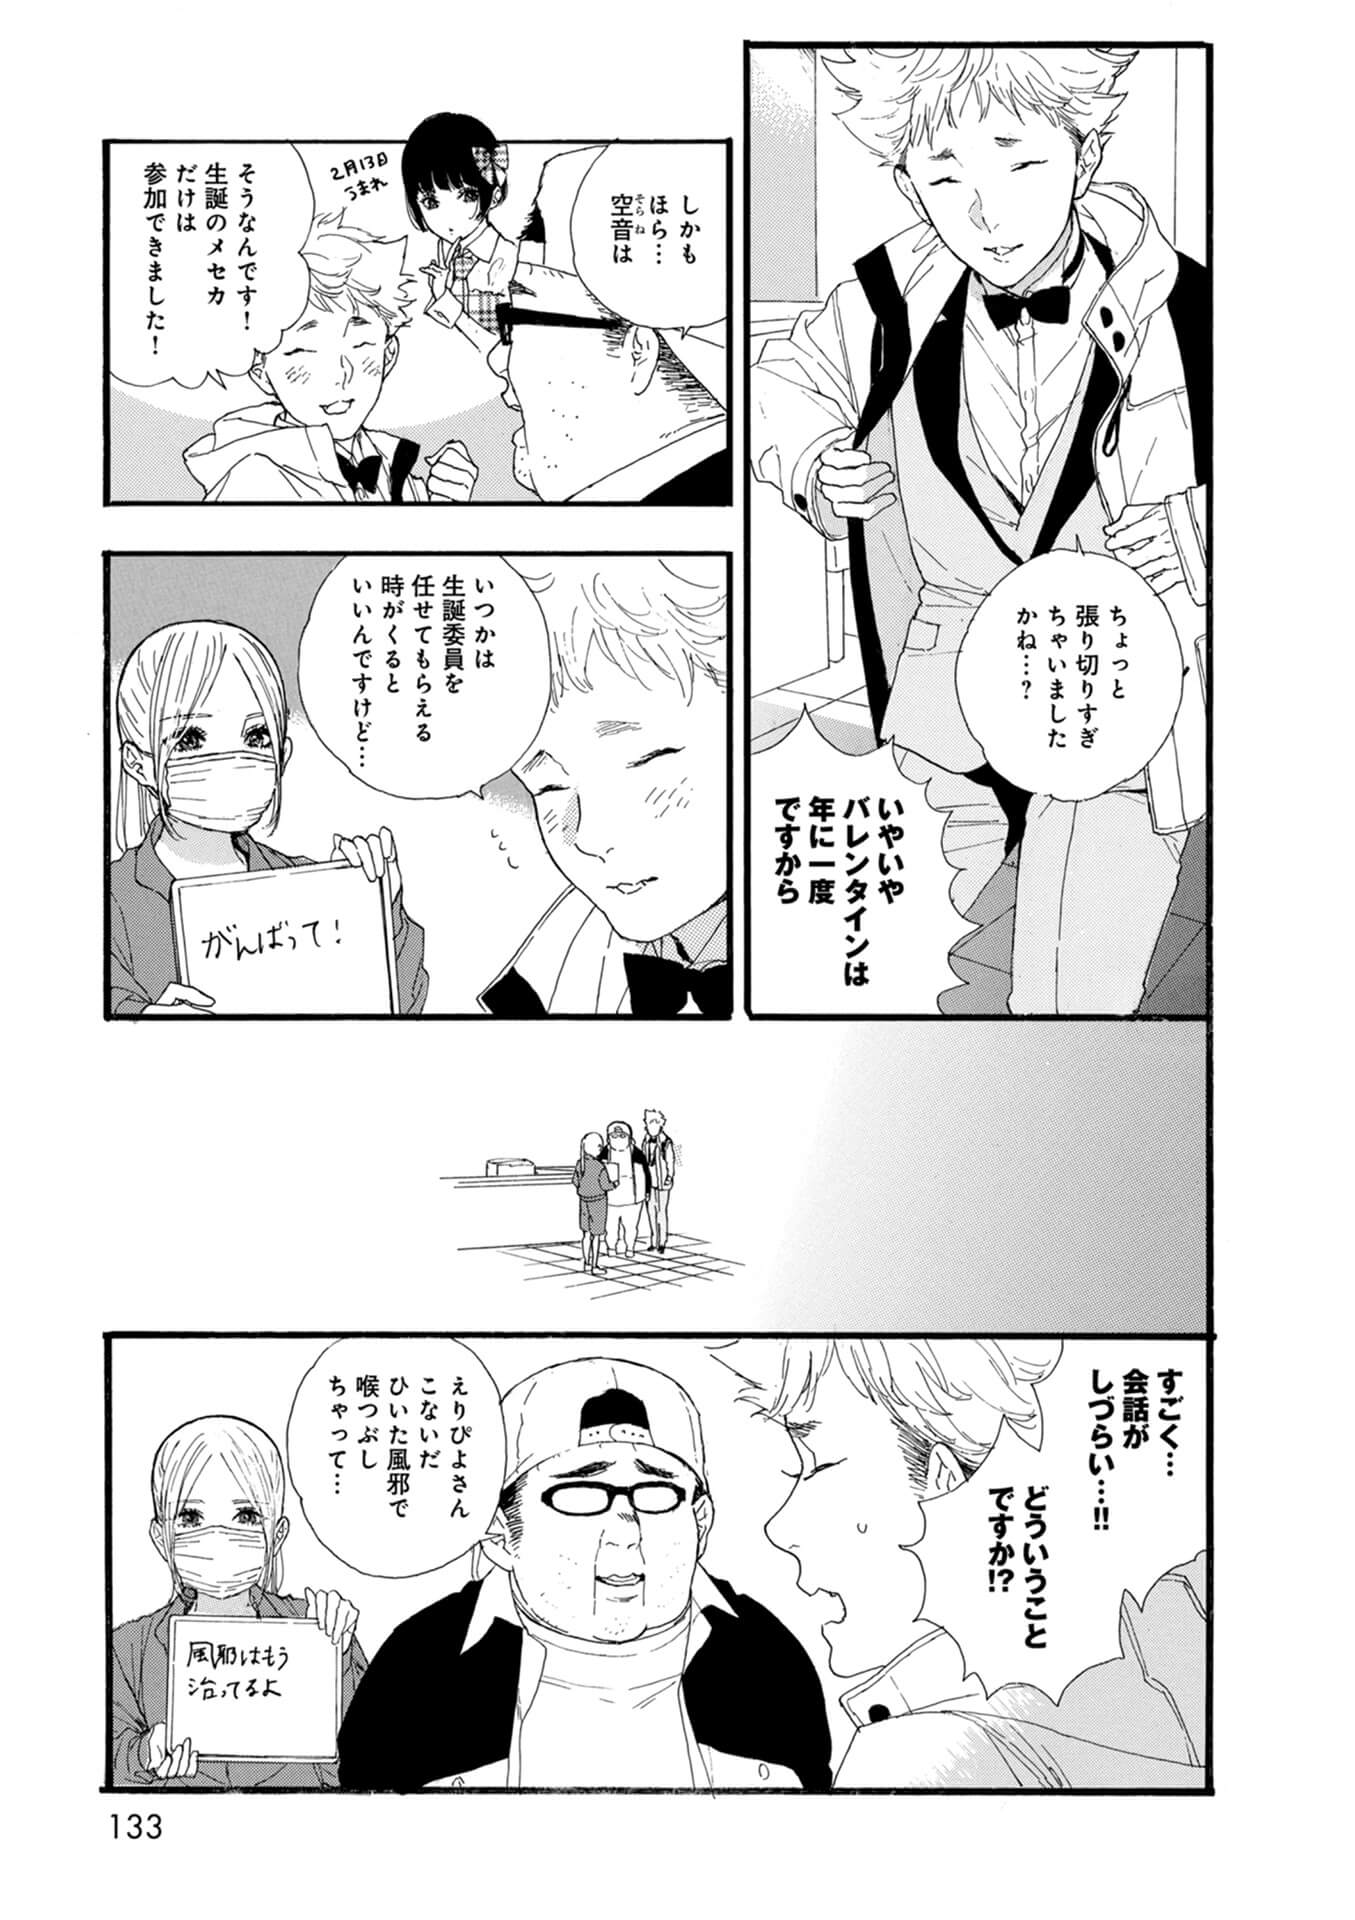 ちょっと
張り切りすぎ
ちゃいました
かね…?
いやいや
バレンタインは
年に一度
ですから
しかも
ほら…
空音は
そらね
2月13日
うまれ
そうなんです!
生誕のメセカ
だけは
参加できました!
いつかは
生誕委員を
任せてもらえる
時がくると
いいんですけど…
がんばって!
すごく…
会話が
しづらい…!!
どういうこと
ですか!?
えりぴよさん
こないだ
ひいた風邪で
喉つぶし
ちゃって…
風邪はもう
治ってるよ
133